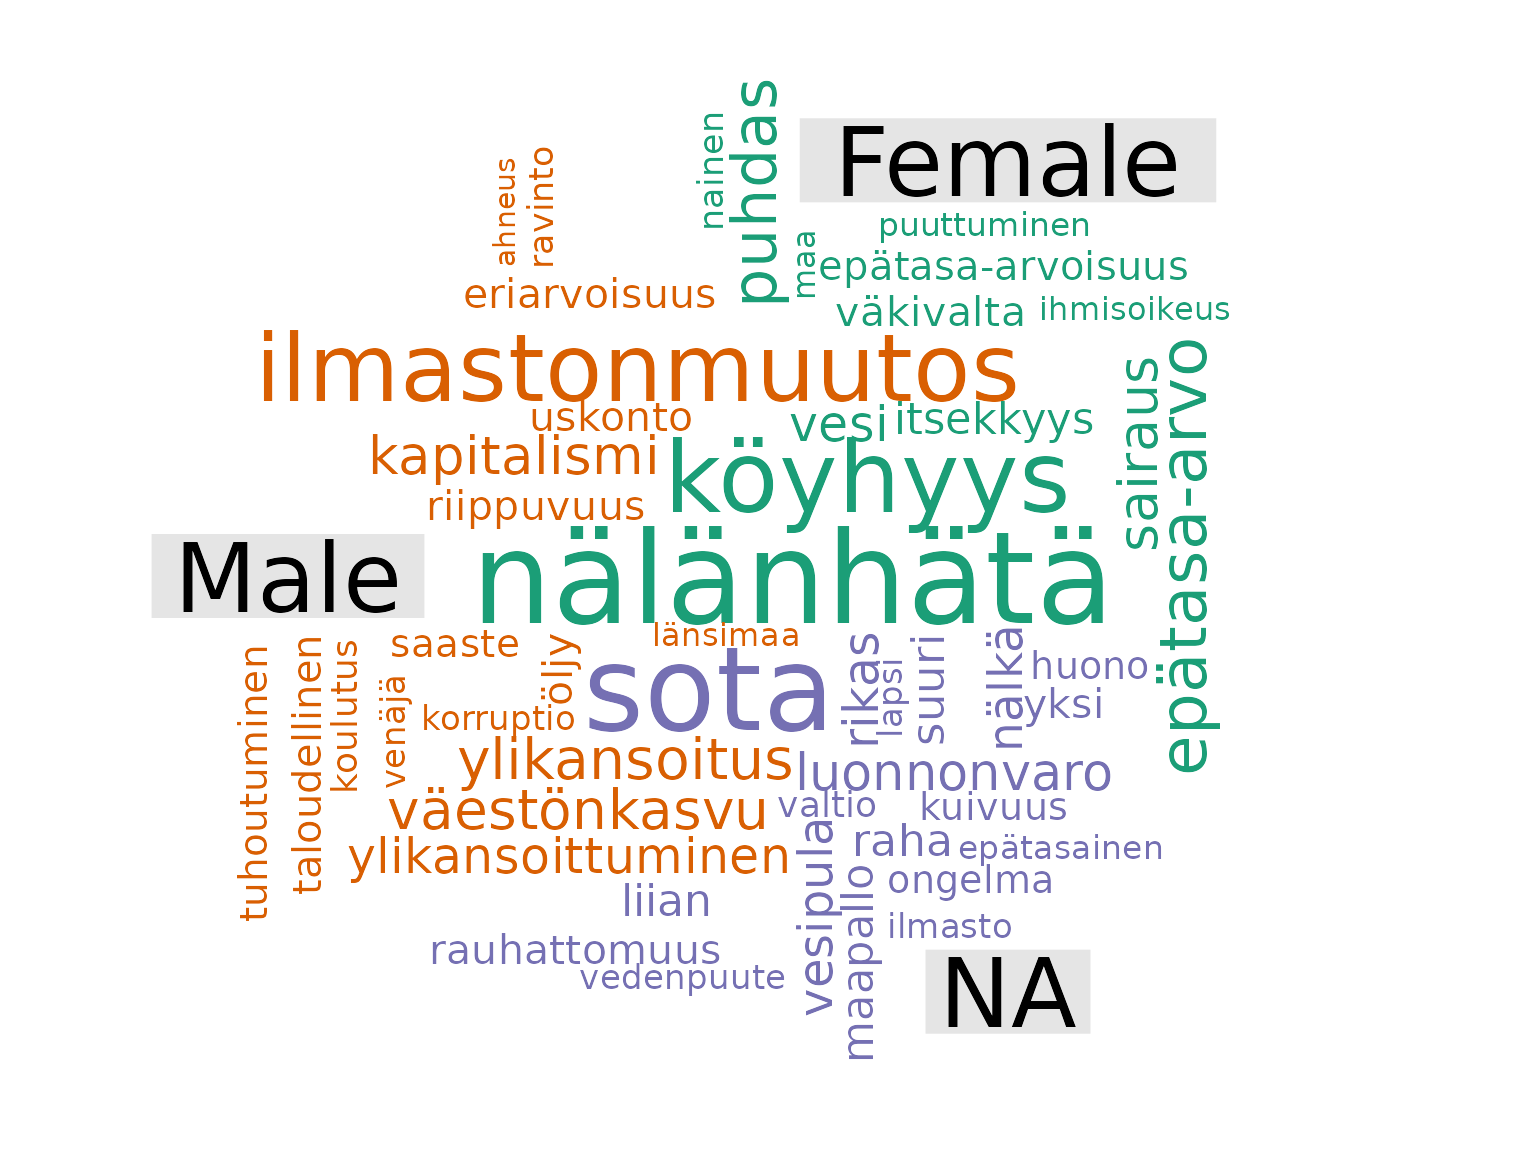 puhdas
nainen
Female
ahneus
ravinto
puuttuminen
maa
epätasa-arvoisuus
eriarvoisuus
väkivalta
ihmisoikeus
ilmastonmuutos
sairaus
epätasa-arvo
uskonto
vesi
itsekkyys
kapitalismi
köyhyys
riippuvuus
Male
nälänhätä
länsimaa
saaste
öljy
sota
rikas
lapsi
suuri
nälkä
huono
yksi
tuhoutuminen
taloudellinen
koulutus
venäjä
korruptio
ylikansoitus
luonnonvaro
väestönkasvu
valtio
kuivuus
ylikansoittuminen
vesipula
raha
epätasainen
maapallo
ongelma
liian
ilmasto
rauhattomuus
vedenpuute
NA